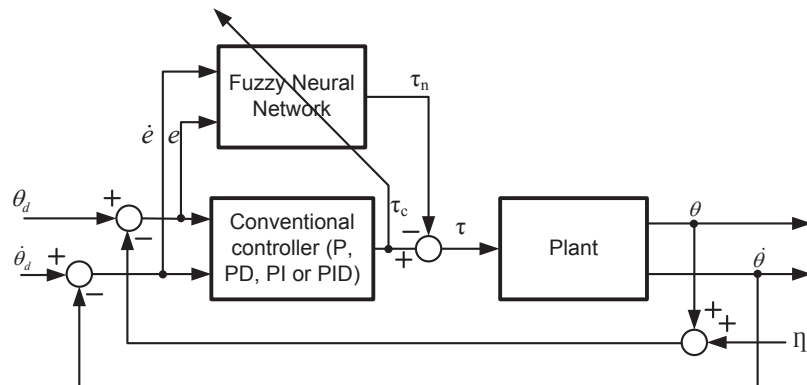 Fuzzy Neural
Network
τn
ė
e
θd
+
−
Conventional
controller (P,
PD, PI or PID)
τc
−
+
τ
Plant
θ
θ̇d
+
−
θ̇
+
+
η